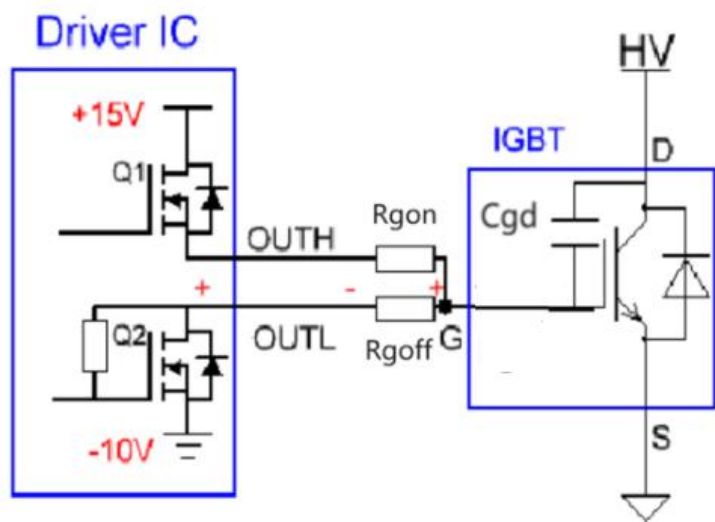 Driver IC
+15V
Q1
OUTH
Rgon
+
-
+
Q2
OUTL
Rgoff
G
-10V
HV
IGBT
D
Cgd
S